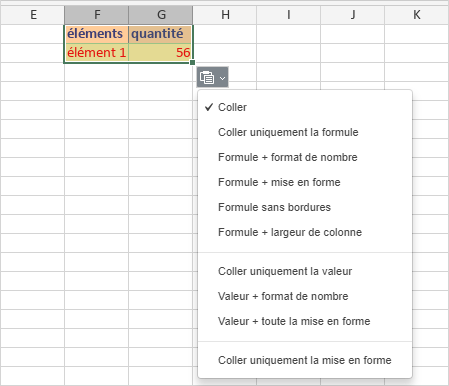 E F G H I J K
éléments quantité
élément 1 56
Coller
Coller uniquement la formule
Formule + format de nombre
Formule + mise en forme
Formule sans bordures
Formule + largeur de colonne
Coller uniquement la valeur
Valeur + format de nombre
Valeur + toute la mise en forme
Coller uniquement la mise en forme